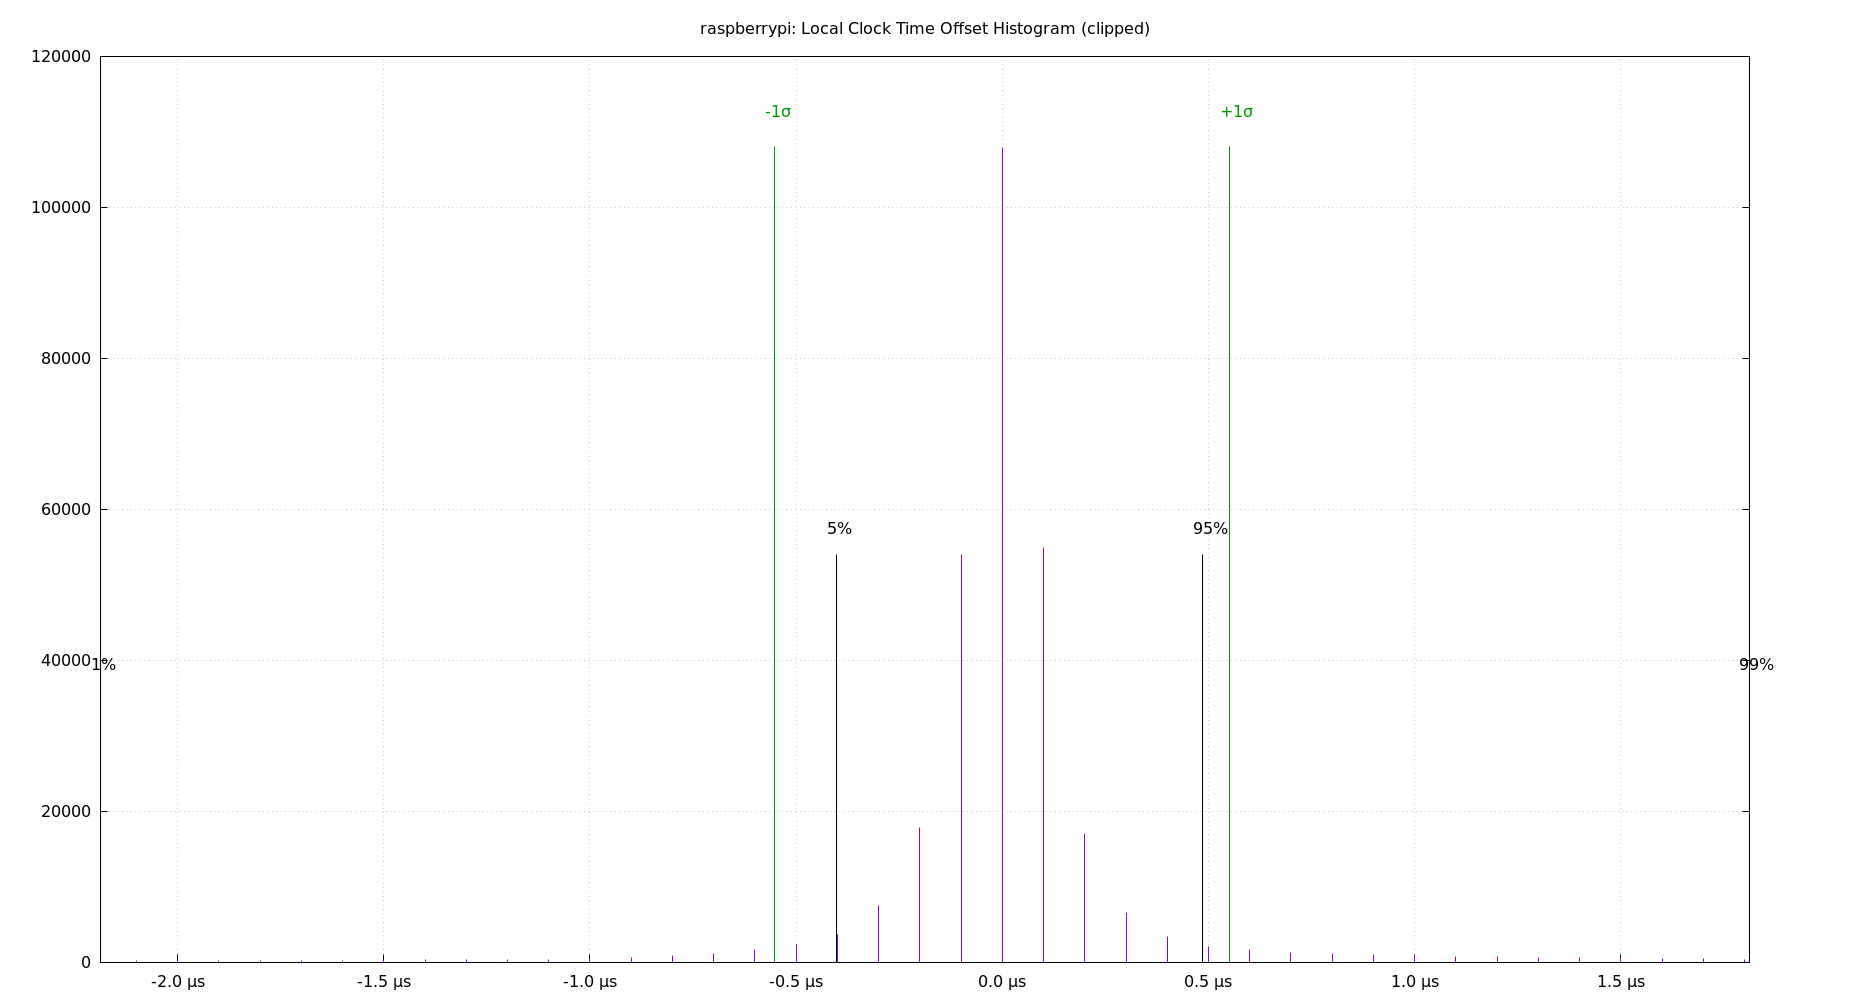 raspberrypi: Local Clock Time Offset Histogram (clipped)
120000
-1σ
+1σ
100000
80000
60000
5%
95%
40000
1%
99%
20000
0
-2.0 µs
-1.5 µs
-1.0 µs
-0.5 µs
0.0 µs
0.5 µs
1.0 µs
1.5 µs